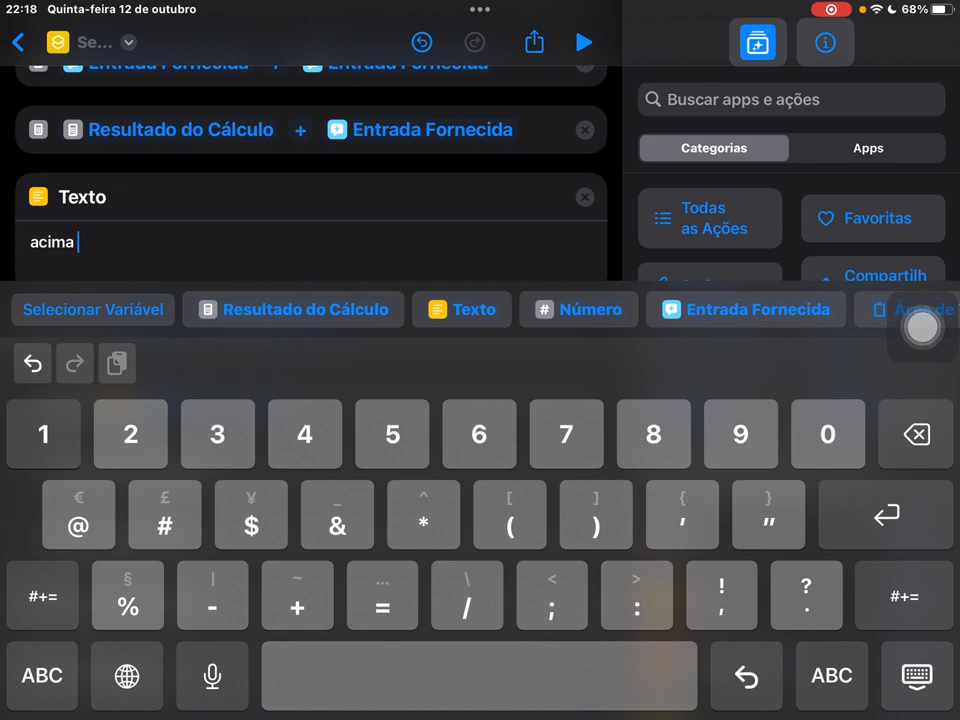 22:18 Quinta-feira 12 de outubro 68%
Se...
Entrada Fornecida + Entrada Fornecida
Buscar apps e ações
Resultado do Cálculo + Entrada Fornecida
Categorias Apps
Texto
Todas as Ações
Favoritas
acima
Compartilh
Selecionar Variável Resultado do Cálculo Texto # Número Entrada Fornecida
1 2 3 4 5 6 7 8 9 0
€ £ ¥ _ ^ [ ] { }
@ # $ & * ( ) ' "
§ | ~ … \ < > ! ?
#+= % - + = / ; : , . #+=
ABC ABC